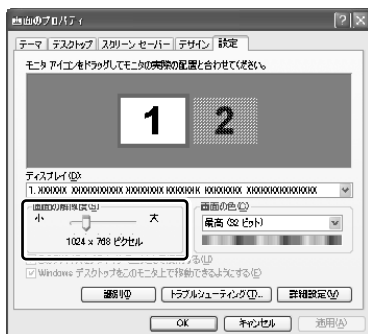 画面のプロパティ
テーマ デスクトップ スクリーン セーバー デザイン 設定
モニタ アイコンをドラッグしてモニタの実際の配置と合わせてください。
1 2
ディスプレイ(D):
画面の解像度(S) 画面の色(C)
小 大 最高 (32 ビット)
1024 x 768 ピクセル
Windows デスクトップをこのモニタ上で移動できるようにする(E)
識別(I) トラブルシューティング(T)... 詳細設定(V)
OK キャンセル 適用(A)